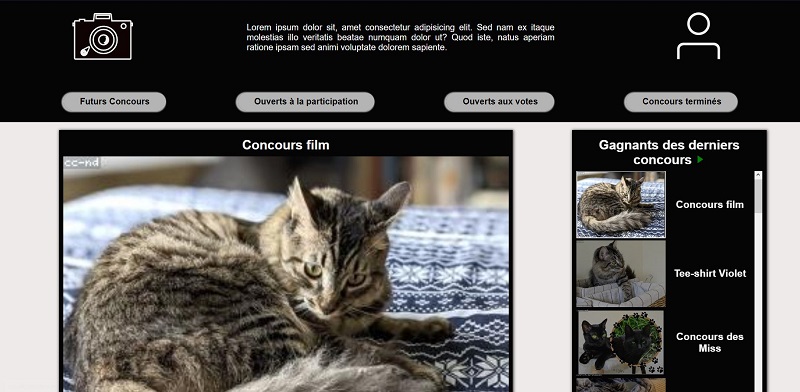 Lorem ipsum dolor sit, amet consectetur adipisicing elit. Sed nam ex itaque
molestias illo veritatis beatae numquam dolor ut? Quod iste, natus aperiam
ratione ipsam sed animi voluptate dolorem sapiente.
Futurs Concours
Ouverts à la participation
Ouverts aux votes
Concours terminés
Concours film
cc-nd
Gagnants des derniers
concours
Concours film
Tee-shirt Violet
Concours des
Miss